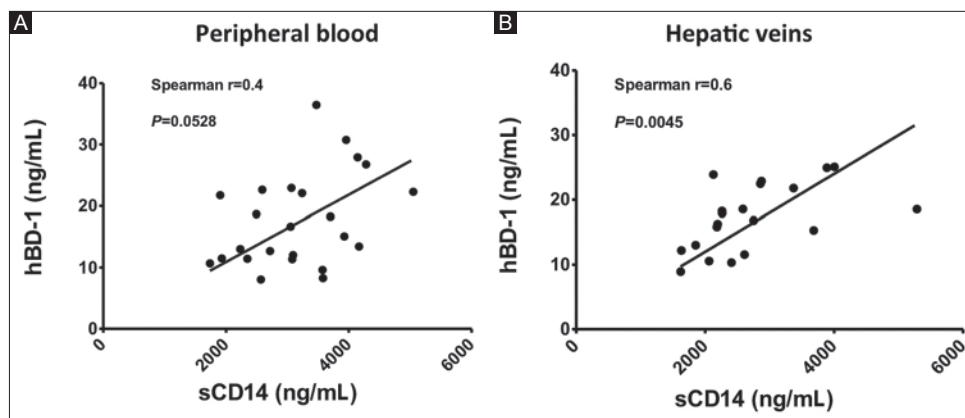 A
Peripheral blood
Spearman r=0.4
P=0.0528
hBD-1 (ng/mL)
40
30
20
10
0
0
2000
4000
6000
sCD14 (ng/mL)
B
Hepatic veins
Spearman r=0.6
P=0.0045
hBD-1 (ng/mL)
40
30
20
10
0
0
2000
4000
6000
sCD14 (ng/mL)